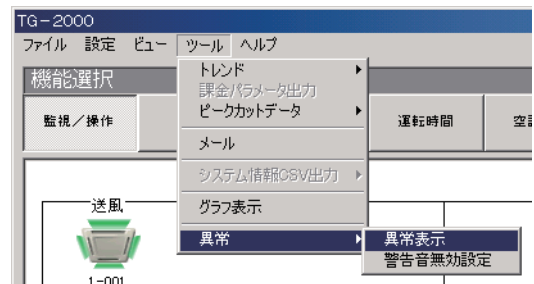 TG-2000
ファイル 設定 ビュー ツール ヘルプ
機能選択
監視/操作
運転時間
トレンド
課金パラメータ出力
ピークカットデータ
メール
システム情報CSV出力
グラフ表示
異常
異常表示
警告音無効設定
送風
1-001